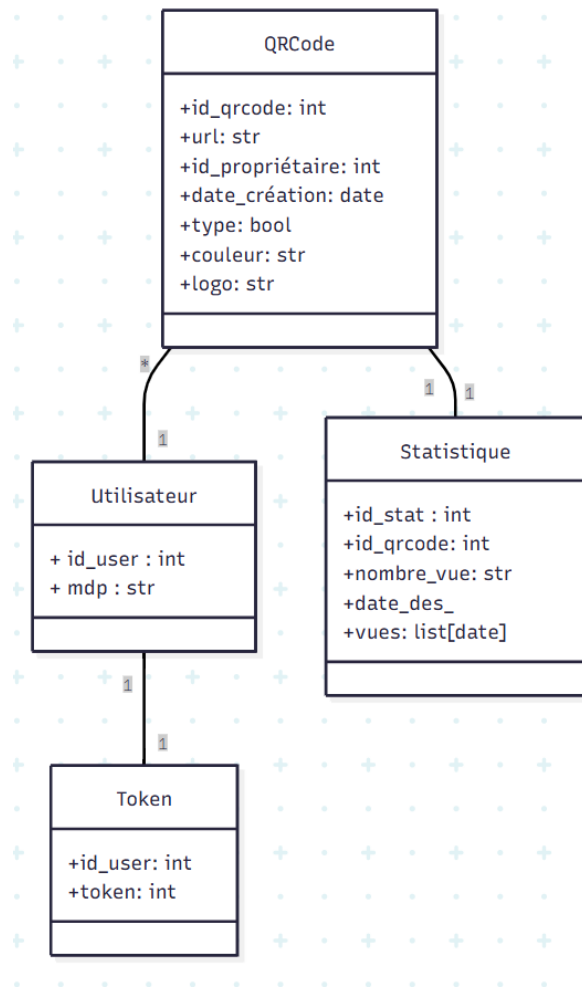 QRCode
+id_qrcode: int
+url: str
+id_propriétaire: int
+date_création: date
+type: bool
+couleur: str
+logo: str
*
1
1
1
Utilisateur
+ id_user : int
+ mdp : str
Statistique
+id_stat : int
+id_qrcode: int
+nombre_vue: str
+date_des_
+vues: list[date]
1
1
Token
+id_user: int
+token: int